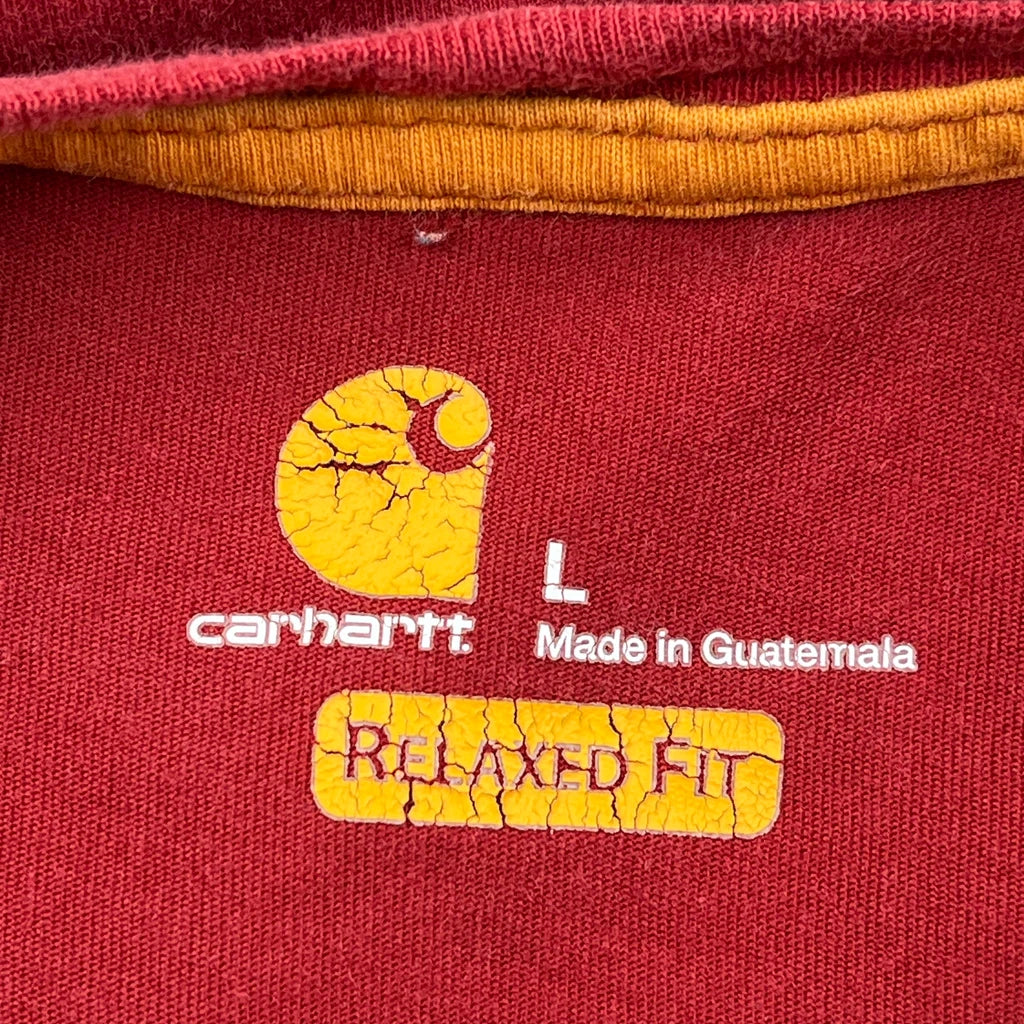 L
carhartt.
Made in Guatemala
RELAXED FIT